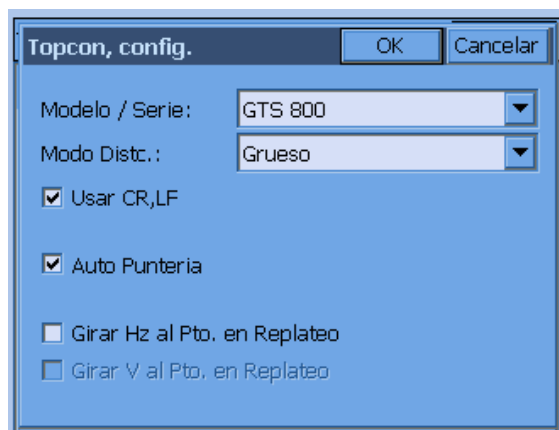 Topcon, config.
OK
Cancelar
Modelo / Serie:
GTS 800
Modo Distc.:
Grueso
Usar CR,LF
Auto Punteria
Girar Hz al Pto. en Replateo
Girar V al Pto. en Replateo